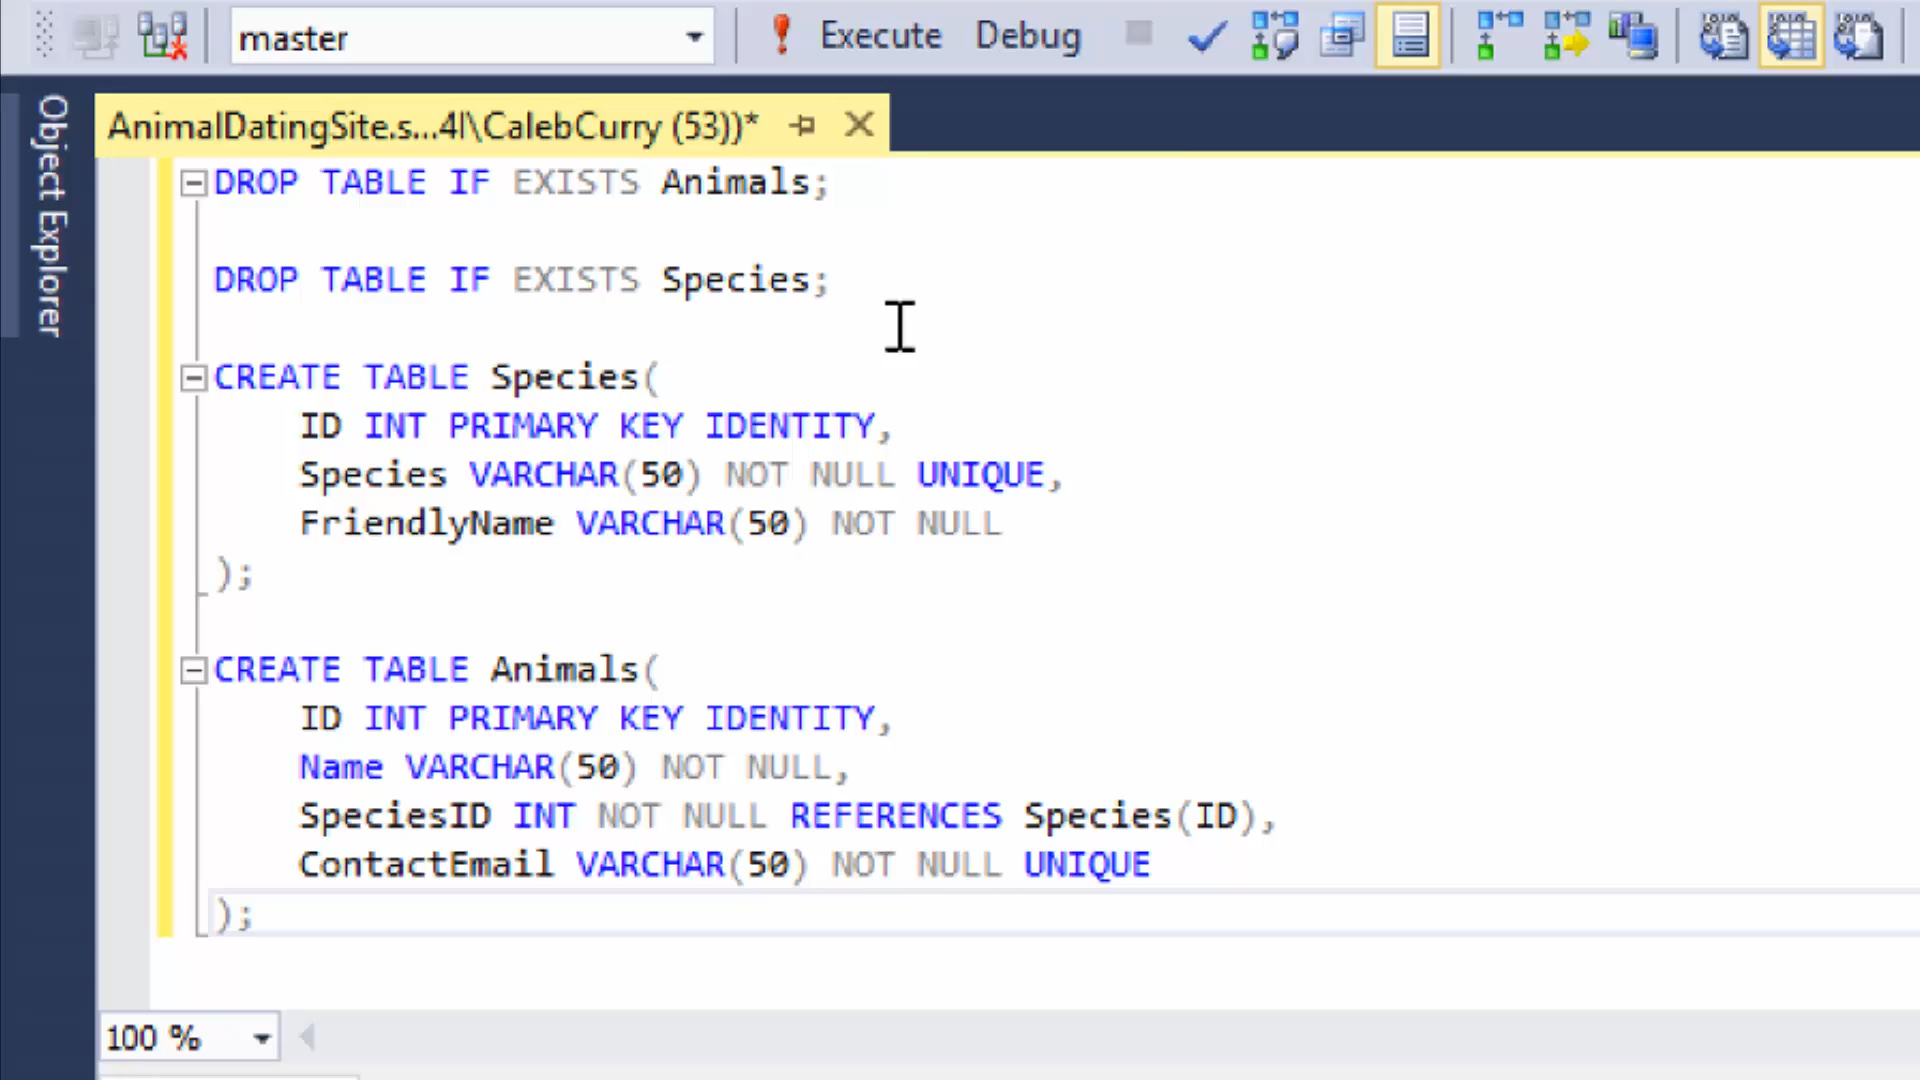 master Execute Debug
Object Explorer
AnimalDatingSite.s...4l\CalebCurry (53))*
DROP TABLE IF EXISTS Animals;
DROP TABLE IF EXISTS Species;
CREATE TABLE Species(
ID INT PRIMARY KEY IDENTITY,
Species VARCHAR(50) NOT NULL UNIQUE,
FriendlyName VARCHAR(50) NOT NULL
);
CREATE TABLE Animals(
ID INT PRIMARY KEY IDENTITY,
Name VARCHAR(50) NOT NULL,
SpeciesID INT NOT NULL REFERENCES Species(ID),
ContactEmail VARCHAR(50) NOT NULL UNIQUE
);
100 %